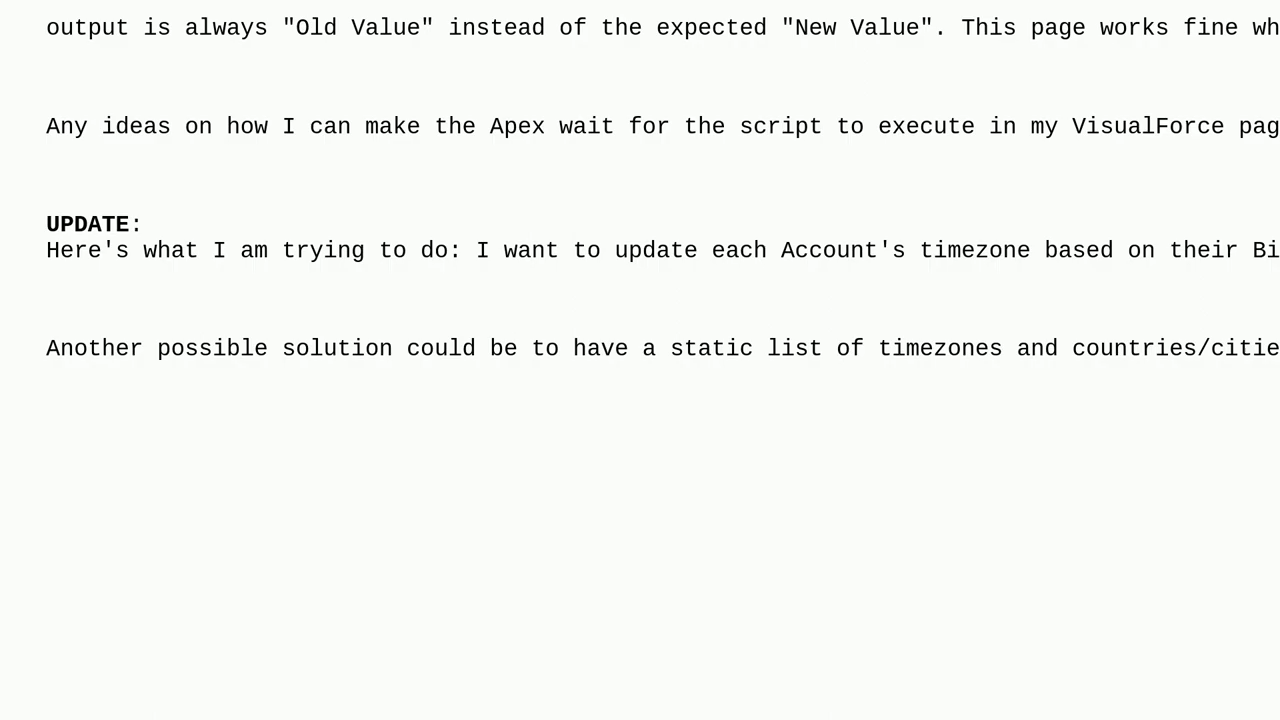 output is always "Old Value" instead of the expected "New Value". This page works fine wh
Any ideas on how I can make the Apex wait for the script to execute in my VisualForce pag
UPDATE:
Here's what I am trying to do: I want to update each Account's timezone based on their Bi
Another possible solution could be to have a static list of timezones and countries/citie